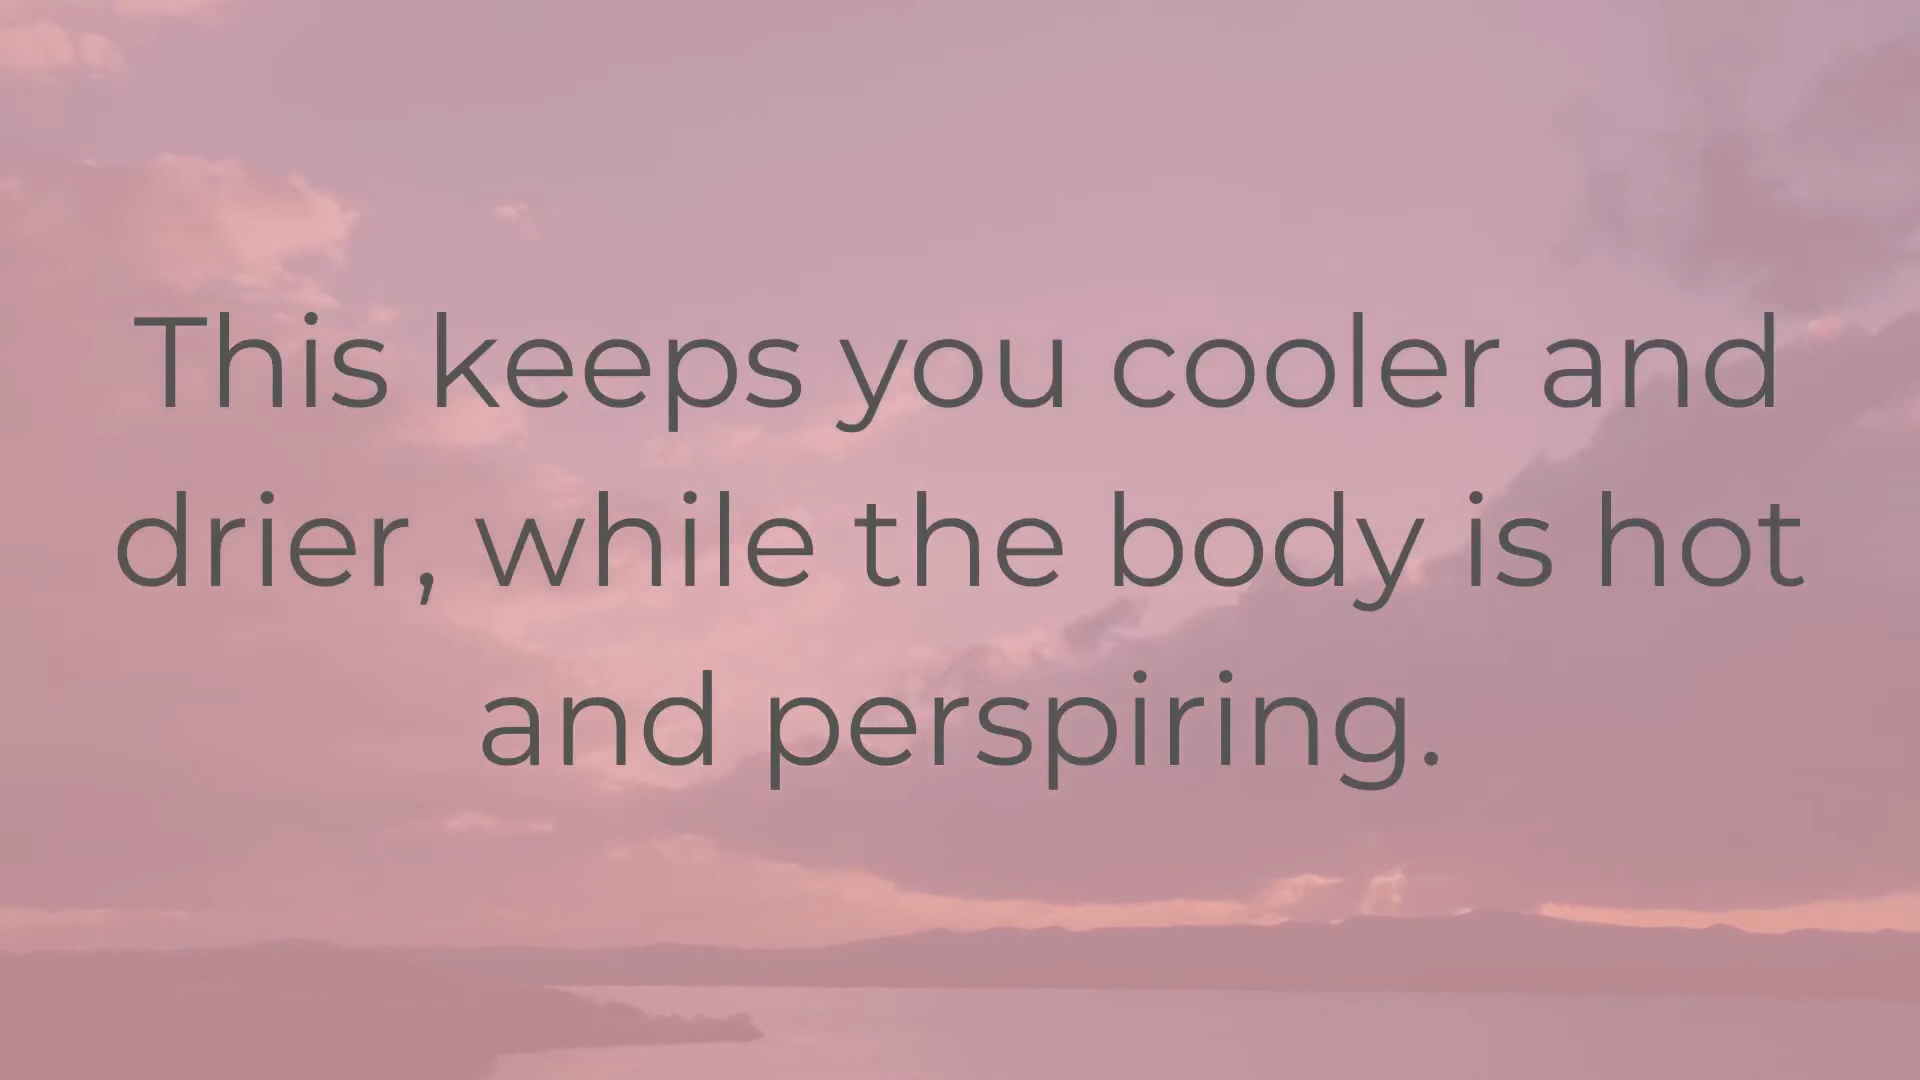 This keeps you cooler and
drier, while the body is hot
and perspiring.